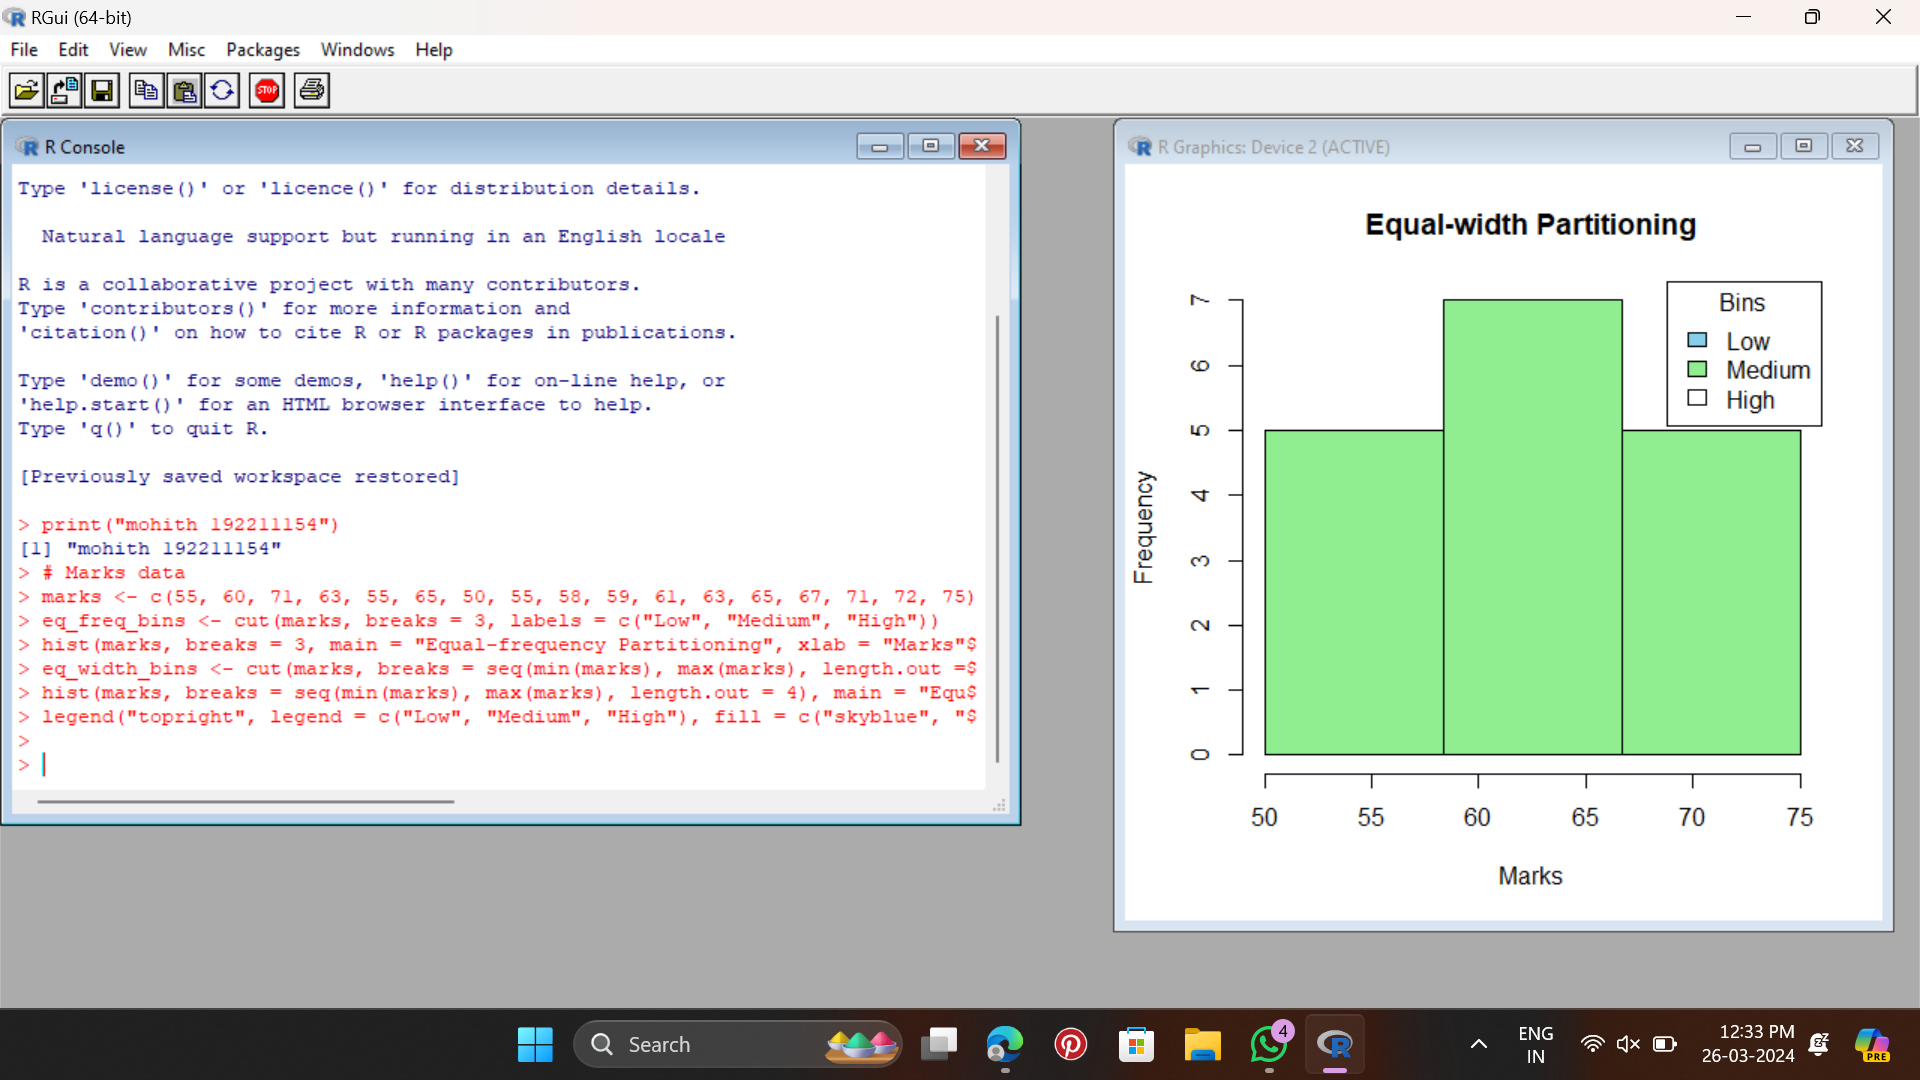 RGui (64-bit)
File Edit View Misc Packages Windows Help
STOP
R Console
Type 'license()' or 'licence()' for distribution details.
Natural language support but running in an English locale
R is a collaborative project with many contributors.
Type 'contributors()' for more information and
'citation()' on how to cite R or R packages in publications.
Type 'demo()' for some demos, 'help()' for on-line help, or
'help.start()' for an HTML browser interface to help.
Type 'q()' to quit R.
[Previously saved workspace restored]
> print("mohith 192211154")
[1] "mohith 192211154"
> # Marks data
> marks <- c(55, 60, 71, 63, 55, 65, 50, 55, 58, 59, 61, 63, 65, 67, 71, 72, 75)
> eq_freq_bins <- cut(marks, breaks = 3, labels = c("Low", "Medium", "High"))
> hist(marks, breaks = 3, main = "Equal-frequency Partitioning", xlab = "Marks"$
> eq_width_bins <- cut(marks, breaks = seq(min(marks), max(marks), length.out =$
> hist(marks, breaks = seq(min(marks), max(marks), length.out = 4), main = "Equ$
> legend("topright", legend = c("Low", "Medium", "High"), fill = c("skyblue", "$
>
>
R Graphics: Device 2 (ACTIVE)
Equal-width Partitioning
Bins
Low
Medium
High
Frequency
7
6
5
4
3
2
1
0
50 55 60 65 70 75
Marks
Search
4
ENG
IN
12:33 PM
26-03-2024
PRE